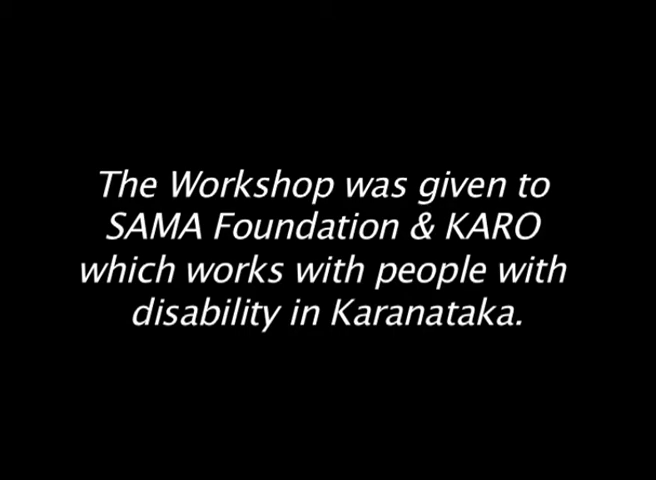 The Workshop was given to
SAMA Foundation & KARO
which works with people with
disability in Karanataka.